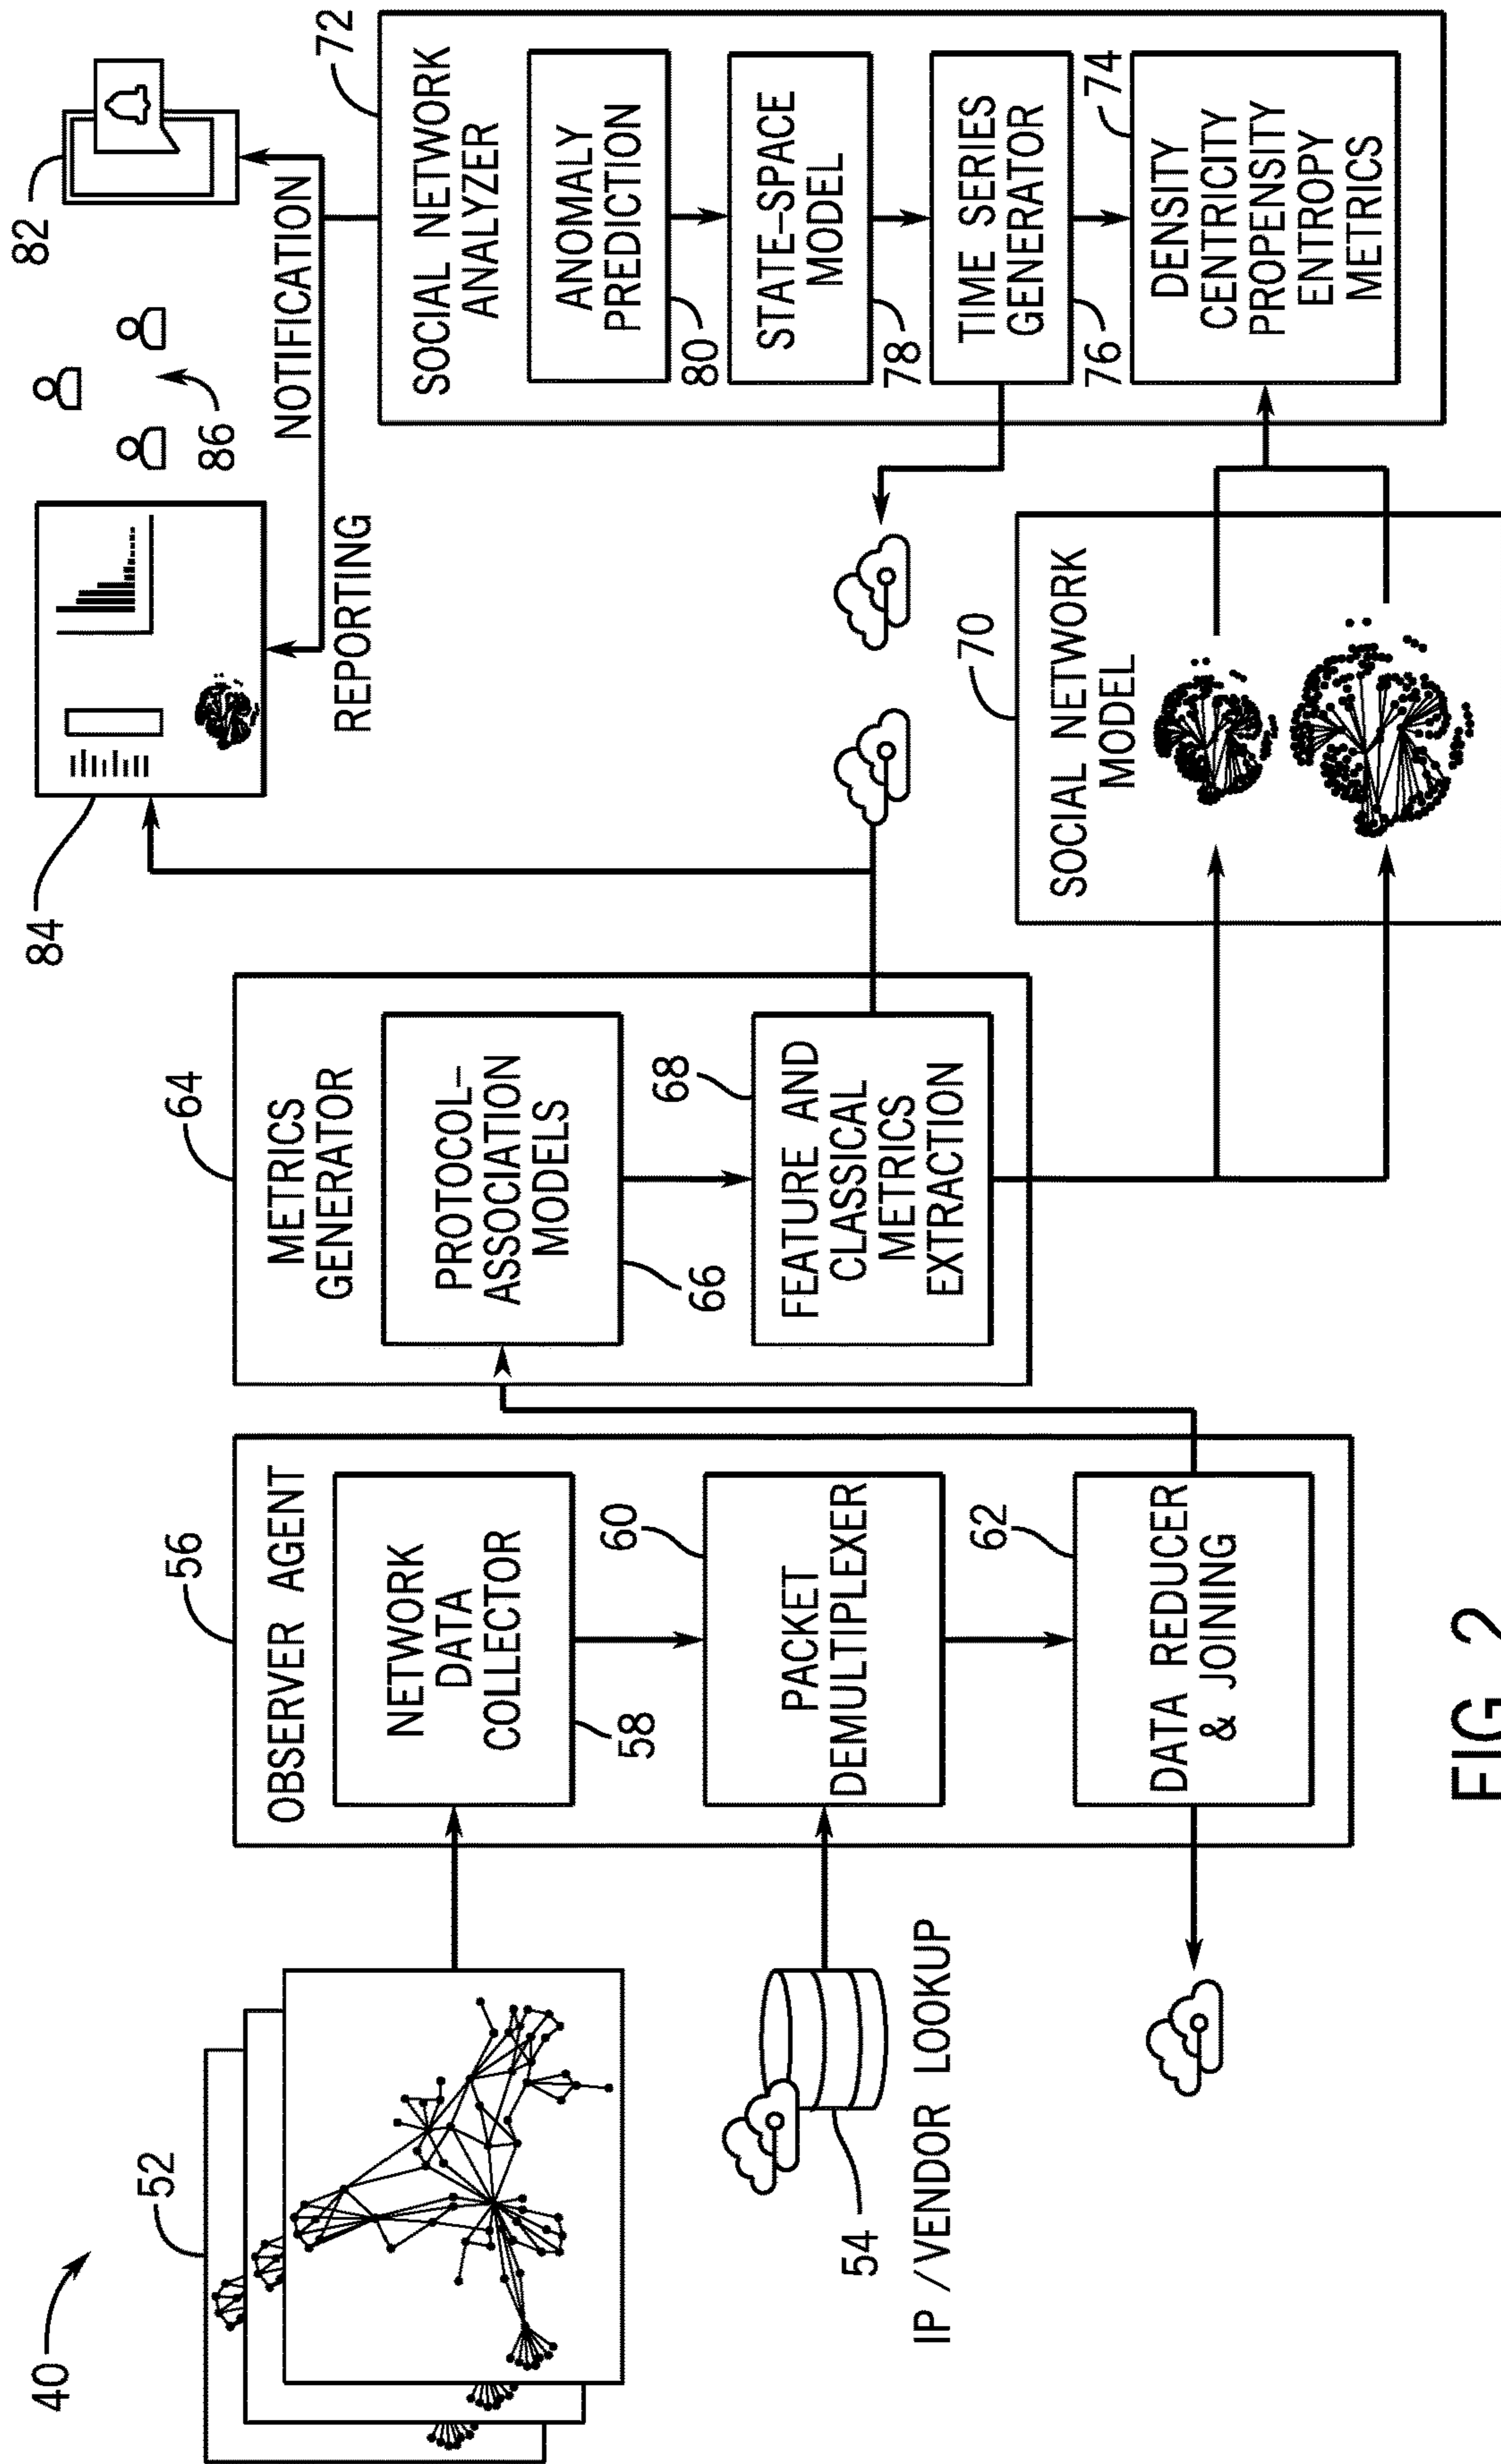 40
52
54
IP/VENDOR LOOKUP
56
OBSERVER AGENT
NETWORK
DATA
COLLECTOR
58
60
PACKET
DEMULTIPLEXER
62
DATA REDUCER
& JOINING
64
METRICS
GENERATOR
PROTOCOL–
ASSOCIATION
MODELS
66
68
FEATURE AND
CLASSICAL
METRICS
EXTRACTION
84
REPORTING
86
NOTIFICATION
82
70
SOCIAL NETWORK
MODEL
72
SOCIAL NETWORK
ANALYZER
ANOMALY
PREDICTION
80
STATE–SPACE
MODEL
78
TIME SERIES
GENERATOR
76
74
DENSITY
CENTRICITY
PROPENSITY
ENTROPY
METRICS
FIG. 2